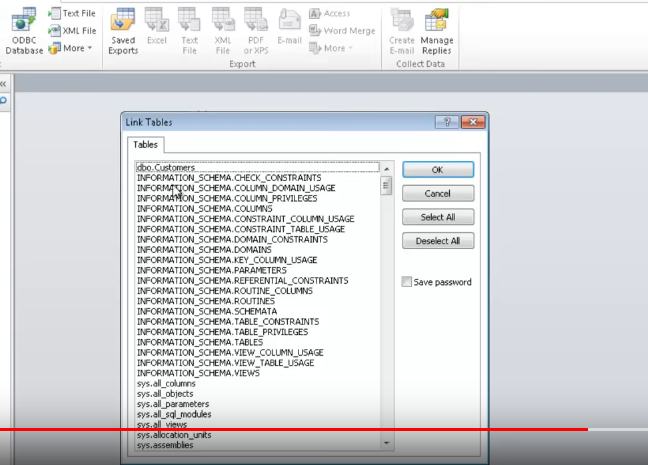 ODBC
Database
Text File
XML File
More
Saved
Exports
Excel
Text
File
XML
File
PDF
or XPS
E-mail
Access
Word Merge
More
Create
E-mail
Manage
Replies
Export
Collect Data
Link Tables
?
Tables
dbo.Customers
INFORMATION_SCHEMA.CHECK_CONSTRAINTS
INFORMATION_SCHEMA.COLUMN_DOMAIN_USAGE
INFORMATION_SCHEMA.COLUMN_PRIVILEGES
INFORMATION_SCHEMA.COLUMNS
INFORMATION_SCHEMA.CONSTRAINT_COLUMN_USAGE
INFORMATION_SCHEMA.CONSTRAINT_TABLE_USAGE
INFORMATION_SCHEMA.DOMAIN_CONSTRAINTS
INFORMATION_SCHEMA.DOMAINS
INFORMATION_SCHEMA.KEY_COLUMN_USAGE
INFORMATION_SCHEMA.PARAMETERS
INFORMATION_SCHEMA.REFERENTIAL_CONSTRAINTS
INFORMATION_SCHEMA.ROUTINE_COLUMNS
INFORMATION_SCHEMA.ROUTINES
INFORMATION_SCHEMA.SCHEMATA
INFORMATION_SCHEMA.TABLE_CONSTRAINTS
INFORMATION_SCHEMA.TABLE_PRIVILEGES
INFORMATION_SCHEMA.TABLES
INFORMATION_SCHEMA.VIEW_COLUMN_USAGE
INFORMATION_SCHEMA.VIEW_TABLE_USAGE
INFORMATION_SCHEMA.VIEWS
sys.all_columns
sys.all_objects
sys.all_parameters
sys.all_sql_modules
sys.all_views
sys.allocation_units
sys.assemblies
OK
Cancel
Select All
Deselect All
Save password